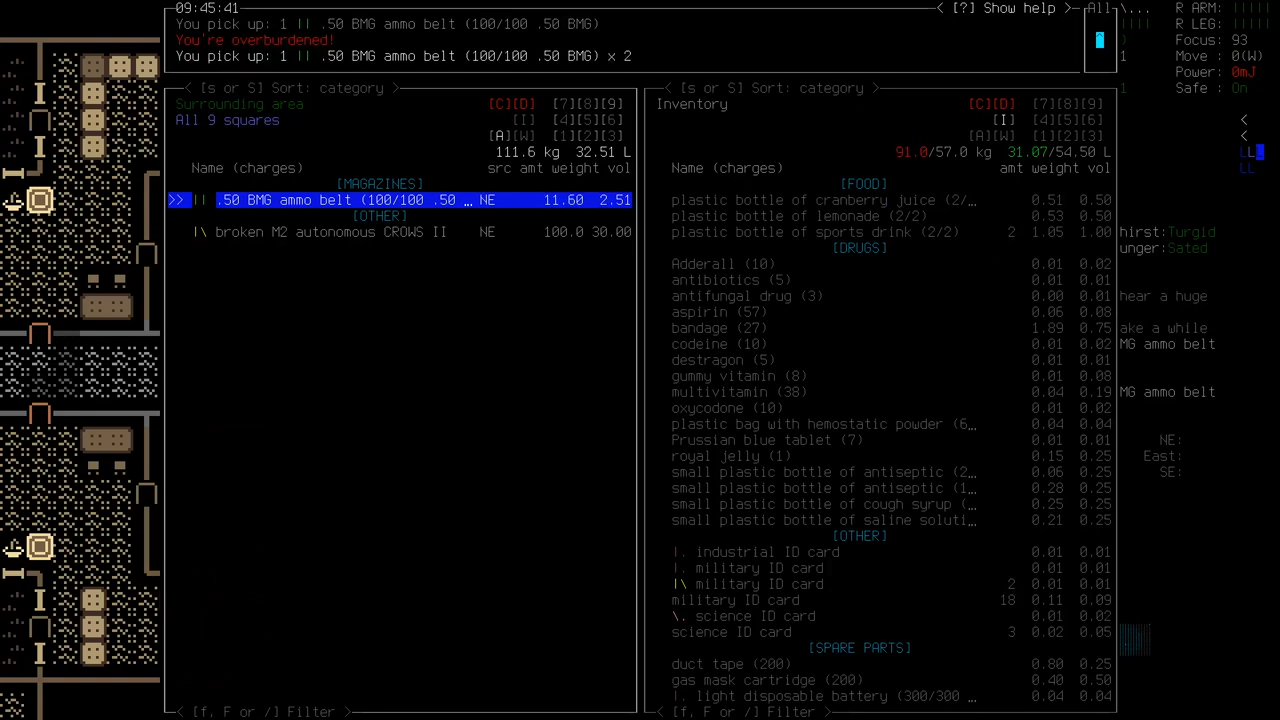 09:45:41
You pick up: 1 || .50 BMG ammo belt (100/100 .50 BMG)
You're overburdened!
You pick up: 1 || .50 BMG ammo belt (100/100 .50 BMG) x 2
< [?] Show help >
All
\...
R ARM: |||||
|||| R LEG: |||||
Focus: 93
1 Move : 0(W)
Power: 0mJ
1 Safe : On
<
<
LL
LL
< [s or S] Sort: category >
Surrounding area [C][D] [7][8][9]
All 9 squares [I] [4][5][6]
[A][W] [1][2][3]
111.6 kg 32.51 L
Name (charges) src amt weight vol
[MAGAZINES]
>> || .50 BMG ammo belt (100/100 .50 … NE 11.60 2.51
[OTHER]
|\ broken M2 autonomous CROWS II NE 100.0 30.00
< [f, F or /] Filter >
< [s or S] Sort: category >
Inventory [C][D] [7][8][9]
[I] [4][5][6]
[A][W] [1][2][3]
91.0/57.0 kg 31.07/54.50 L
Name (charges) amt weight vol
[FOOD]
plastic bottle of cranberry juice (2/… 0.51 0.50
plastic bottle of lemonade (2/2) 0.53 0.50
plastic bottle of sports drink (2/2) 2 1.05 1.00
[DRUGS]
Adderall (10) 0.01 0.02
antibiotics (5) 0.01 0.01
antifungal drug (3) 0.00 0.01
aspirin (57) 0.06 0.08
bandage (27) 1.89 0.75
codeine (10) 0.01 0.02
destragon (5) 0.01 0.01
gummy vitamin (8) 0.01 0.08
multivitamin (38) 0.04 0.19
oxycodone (10) 0.01 0.02
plastic bag with hemostatic powder (6… 0.04 0.04
Prussian blue tablet (7) 0.01 0.01
royal jelly (1) 0.15 0.25
small plastic bottle of antiseptic (2… 0.06 0.25
small plastic bottle of antiseptic (1… 0.28 0.25
small plastic bottle of cough syrup (… 0.21 0.25
small plastic bottle of saline soluti… 0.21 0.25
[OTHER]
|. industrial ID card 0.01 0.01
|. military ID card 0.01 0.01
|\ military ID card 2 0.01 0.01
military ID card 18 0.11 0.09
\. science ID card 0.01 0.02
science ID card 3 0.02 0.05
[SPARE PARTS]
duct tape (200) 0.80 0.25
gas mask cartridge (200) 0.40 0.50
|. light disposable battery (300/300 … 0.04 0.04
< [f, F or /] Filter >
hirst:Turgid
unger:Sated
hear a huge
ake a while
MG ammo belt
MG ammo belt
NE:
East:
SE: